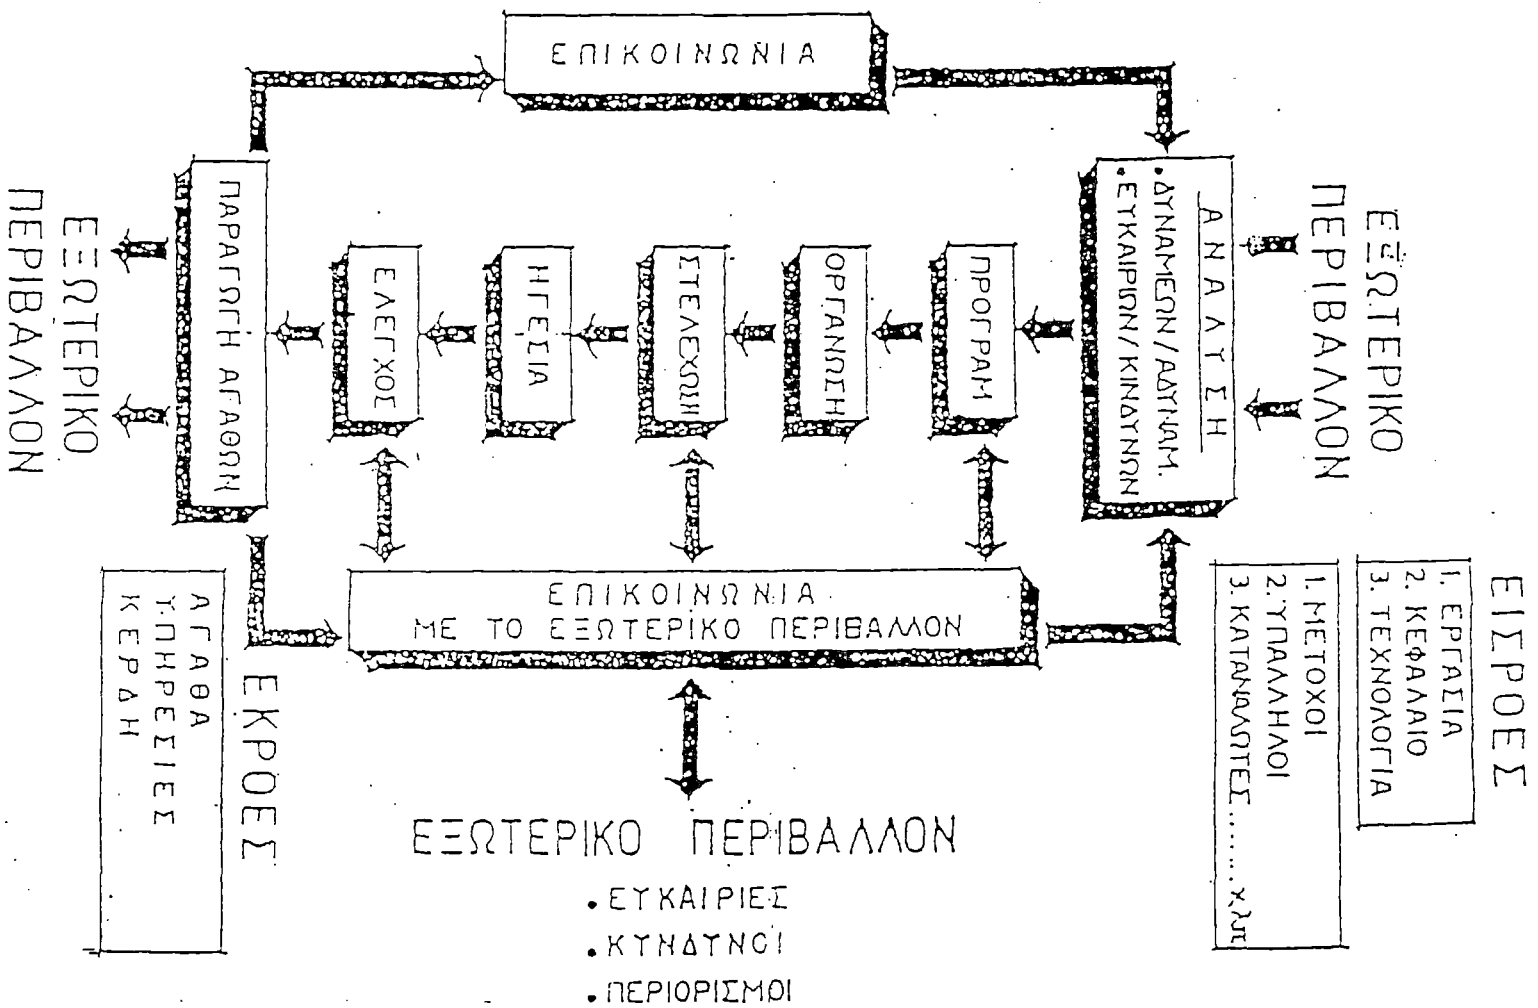 ΕΠΙΚΟΙΝΩΝΙΑ
ΕΞΩΤΕΡΙΚΟ
ΠΕΡΙΒΑΛΛΟΝ
ΑΝΑΛΥΣΗ
• ΔΥΝΑΜΕΩΝ / ΑΔΥΝΑΜ.
• ΕΥΚΑΙΡΙΩΝ / ΚΙΝΔΥΝΩΝ
ΠΡΟΓΡΑΜ
ΟΡΓΑΝΩΣΗ
ΣΤΕΛΕΧΩΣΗ
ΗΓΕΣΙΑ
ΕΛΕΓΧΟΣ
ΠΑΡΑΓΩΓΗ ΑΓΑΘΩΝ
ΕΞΩΤΕΡΙΚΟ
ΠΕΡΙΒΑΛΛΟΝ
ΕΙΣΡΟΕΣ
1. ΕΡΓΑΣΙΑ
2. ΚΕΦΑΛΑΙΟ
3. ΤΕΧΝΟΛΟΓΙΑ
1. ΜΕΤΟΧΟΙ
2. ΥΠΑΛΛΗΛΟΙ
3. ΚΑΤΑΝΑΛΩΤΕΣ........κλπ
ΕΠΙΚΟΙΝΩΝΙΑ
ΜΕ ΤΟ ΕΞΩΤΕΡΙΚΟ ΠΕΡΙΒΑΛΛΟΝ
ΕΚΡΟΕΣ
ΑΓΑΘΑ
ΥΠΗΡΕΣΙΕΣ
ΚΕΡΔΗ
ΕΞΩΤΕΡΙΚΟ ΠΕΡΙΒΑΛΛΟΝ
• ΕΥΚΑΙΡΙΕΣ
• ΚΥΝΔΥΝΟΙ
• ΠΕΡΙΟΡΙΣΜΟΙ